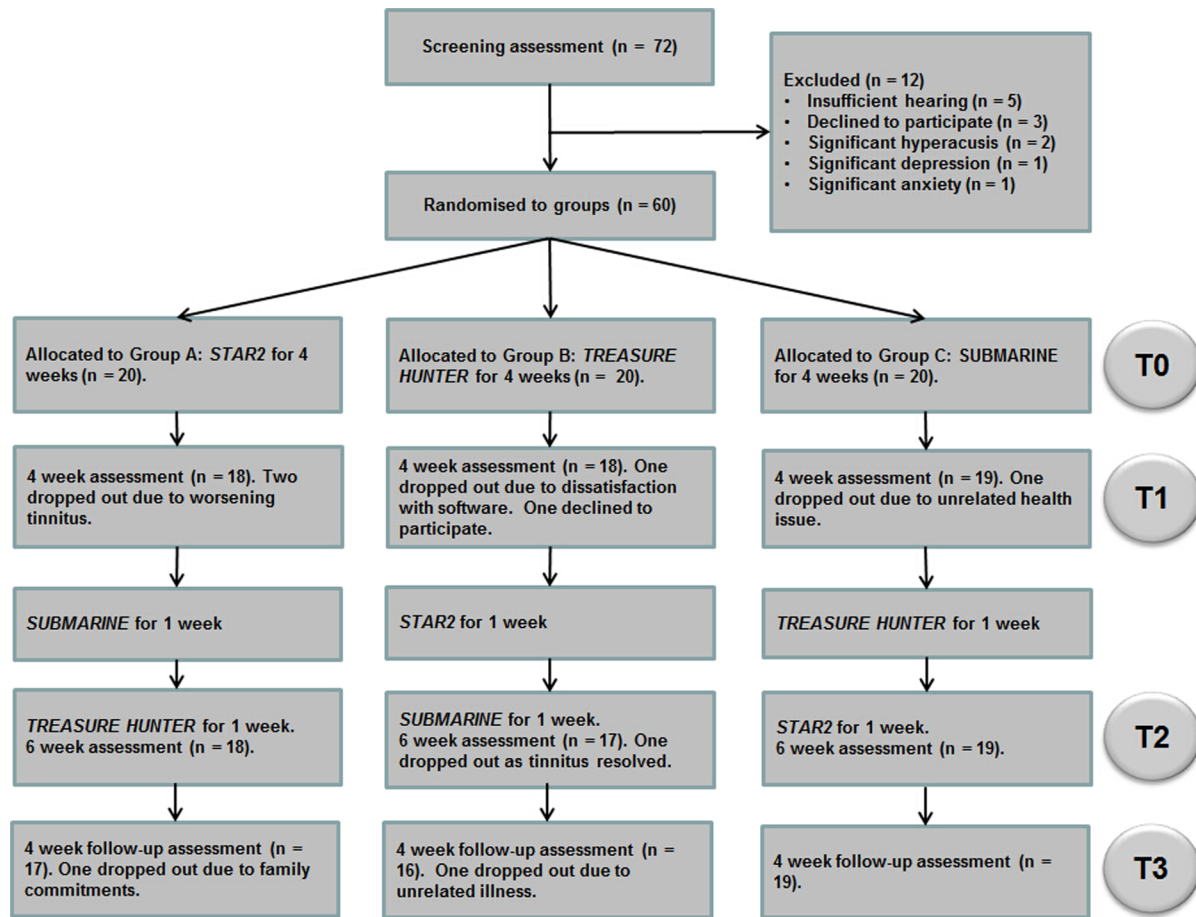 Screening assessment (n = 72)
Excluded (n = 12)
• Insufficient hearing (n = 5)
• Declined to participate (n = 3)
• Significant hyperacusis (n = 2)
• Significant depression (n = 1)
• Significant anxiety (n = 1)
Randomised to groups (n = 60)
Allocated to Group A: STAR2 for 4
weeks (n = 20).
Allocated to Group B: TREASURE
HUNTER for 4 weeks (n = 20).
Allocated to Group C: SUBMARINE
for 4 weeks (n = 20).
T0
4 week assessment (n = 18). Two
dropped out due to worsening
tinnitus.
4 week assessment (n = 18). One
dropped out due to dissatisfaction
with software. One declined to
participate.
4 week assessment (n = 19). One
dropped out due to unrelated health
issue.
T1
SUBMARINE for 1 week
STAR2 for 1 week
TREASURE HUNTER for 1 week
TREASURE HUNTER for 1 week.
6 week assessment (n = 18).
SUBMARINE for 1 week.
6 week assessment (n = 17). One
dropped out as tinnitus resolved.
STAR2 for 1 week.
6 week assessment (n = 19).
T2
4 week follow-up assessment (n =
17). One dropped out due to family
commitments.
4 week follow-up assessment (n =
16). One dropped out due to
unrelated illness.
4 week follow-up assessment (n =
19).
T3